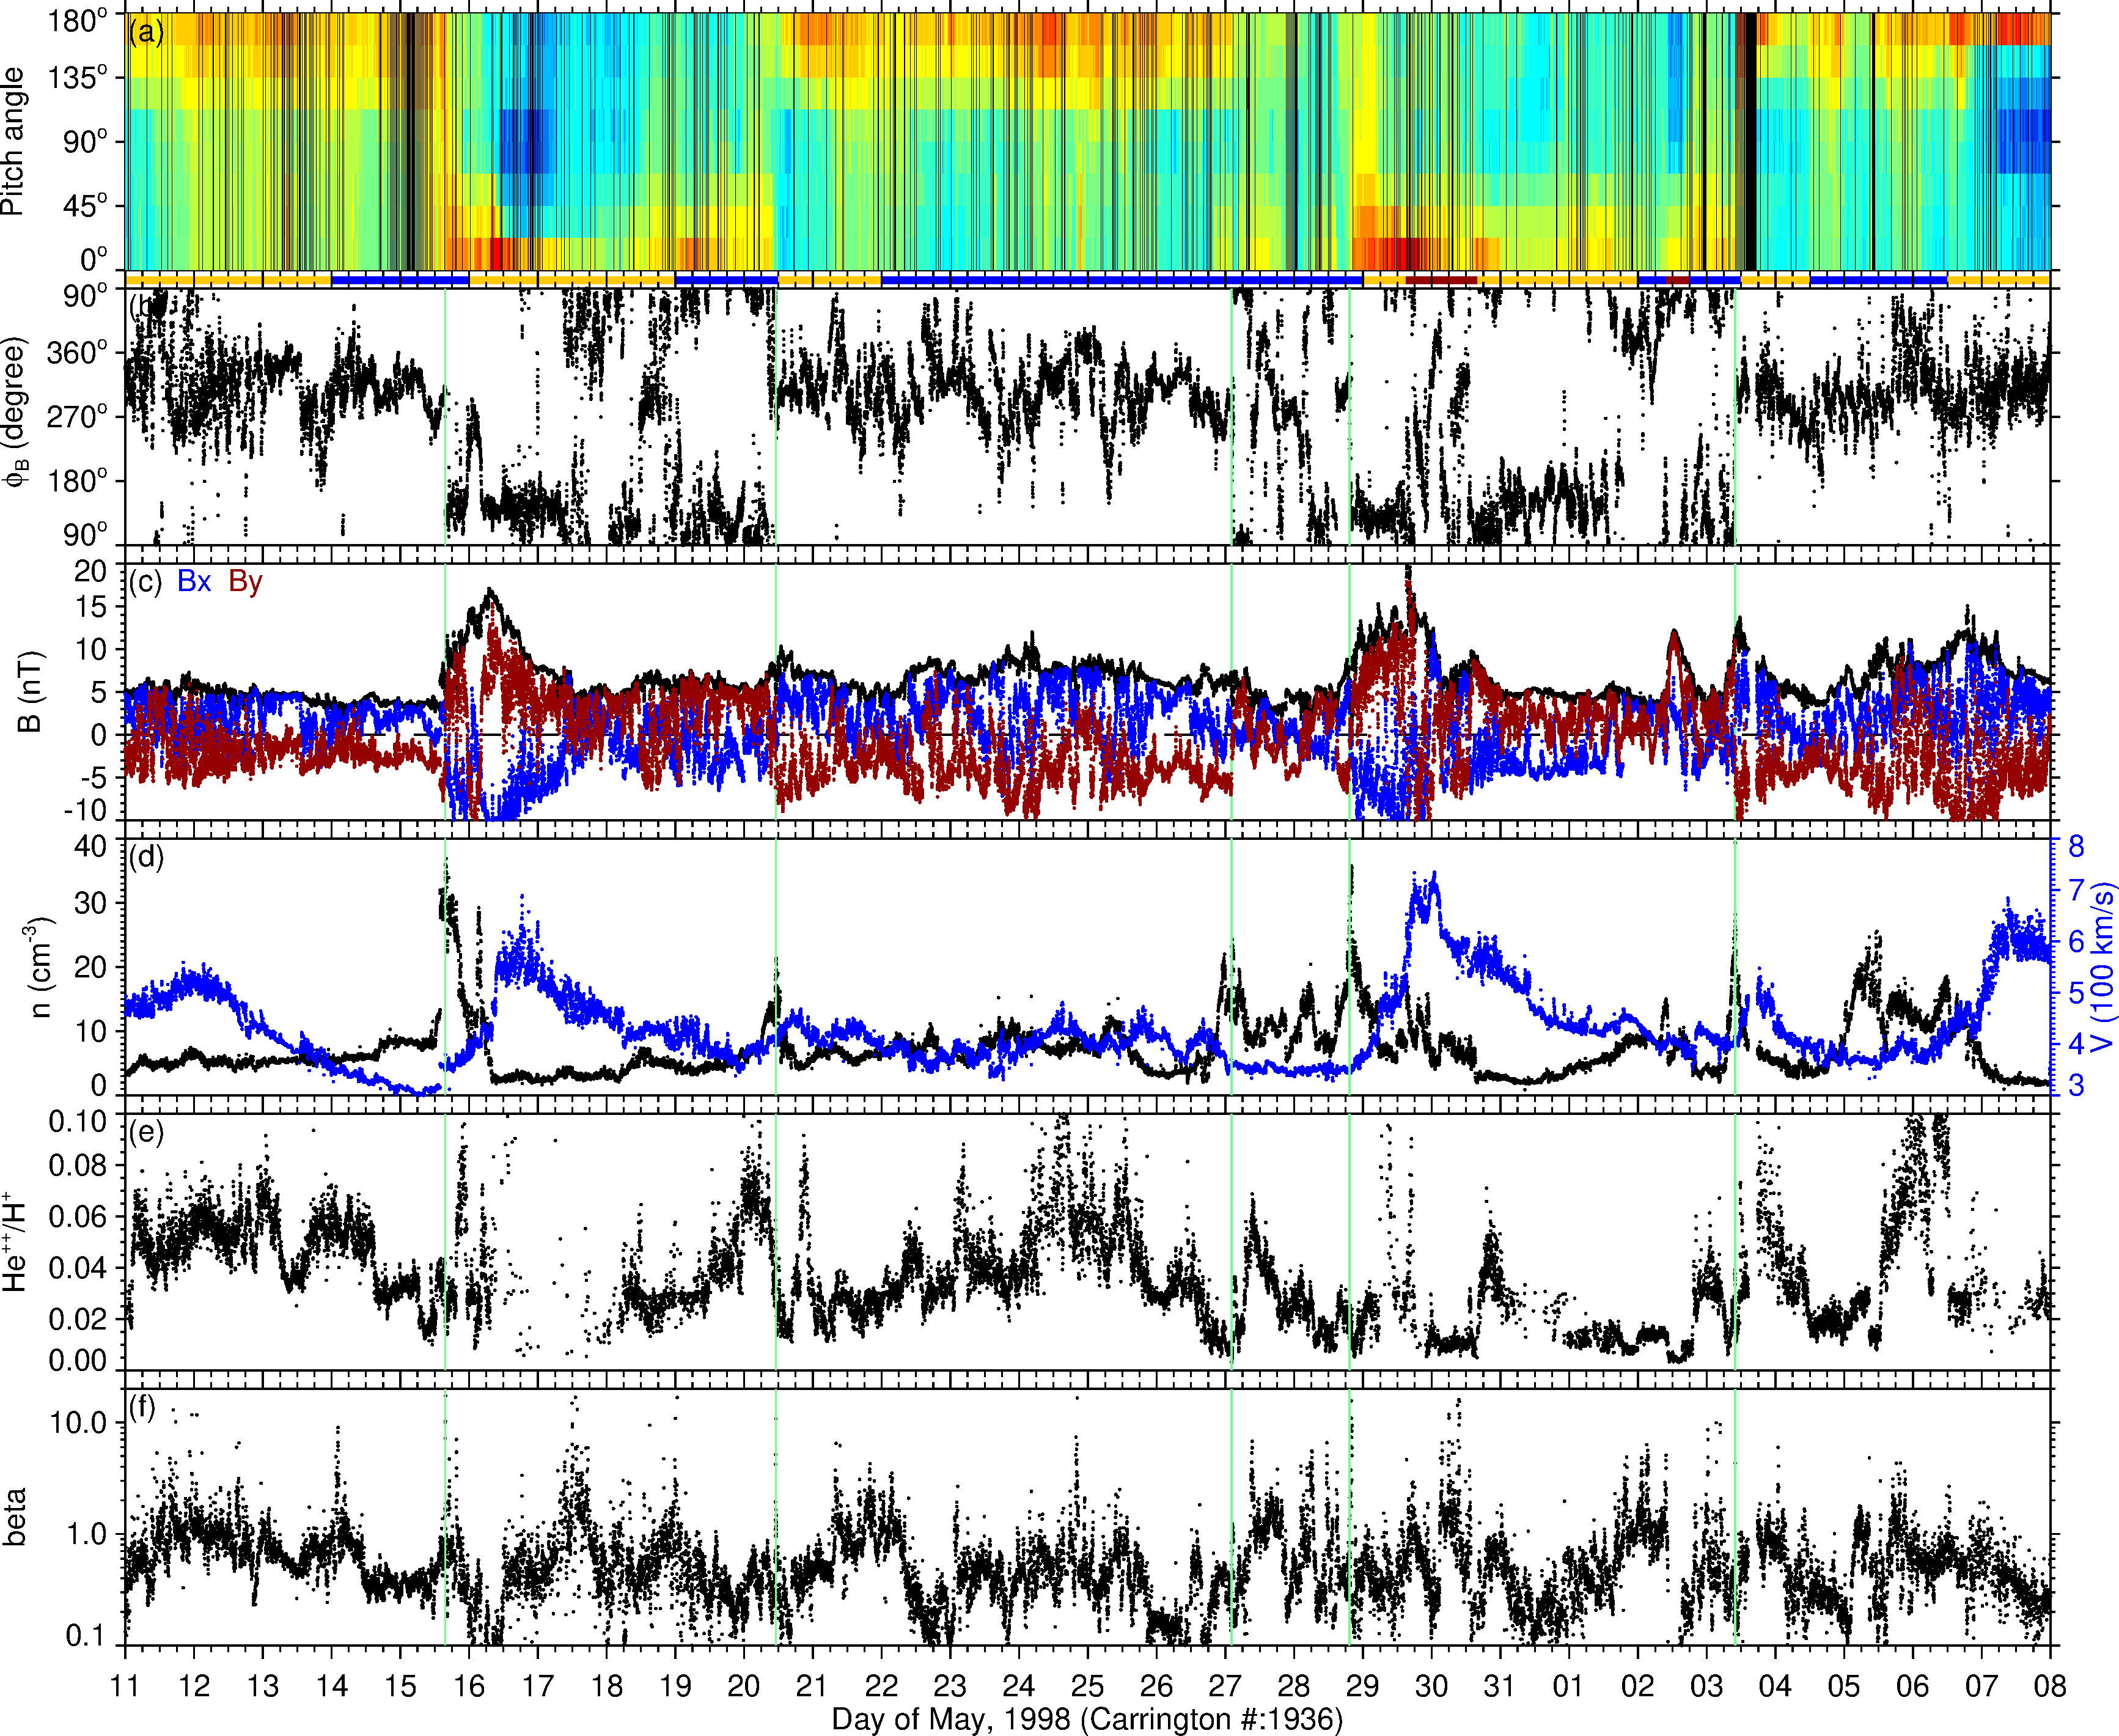 (a)
Pitch angle
180°
135°
90°
45°
0°
(b)
ϕB (degree)
90°
360°
270°
180°
90°
(c) Bx By
B (nT)
20
15
10
5
0
-5
-10
(d)
n (cm-3)
40
30
20
10
0
V (100 km/s)
8
7
6
5
4
3
(e)
He++/H+
0.10
0.08
0.06
0.04
0.02
0.00
(f)
beta
10.0
1.0
0.1
11 12 13 14 15 16 17 18 19 20 21 22 23 24 25 26 27 28 29 30 31 01 02 03 04 05 06 07 08
Day of May, 1998 (Carrington #:1936)